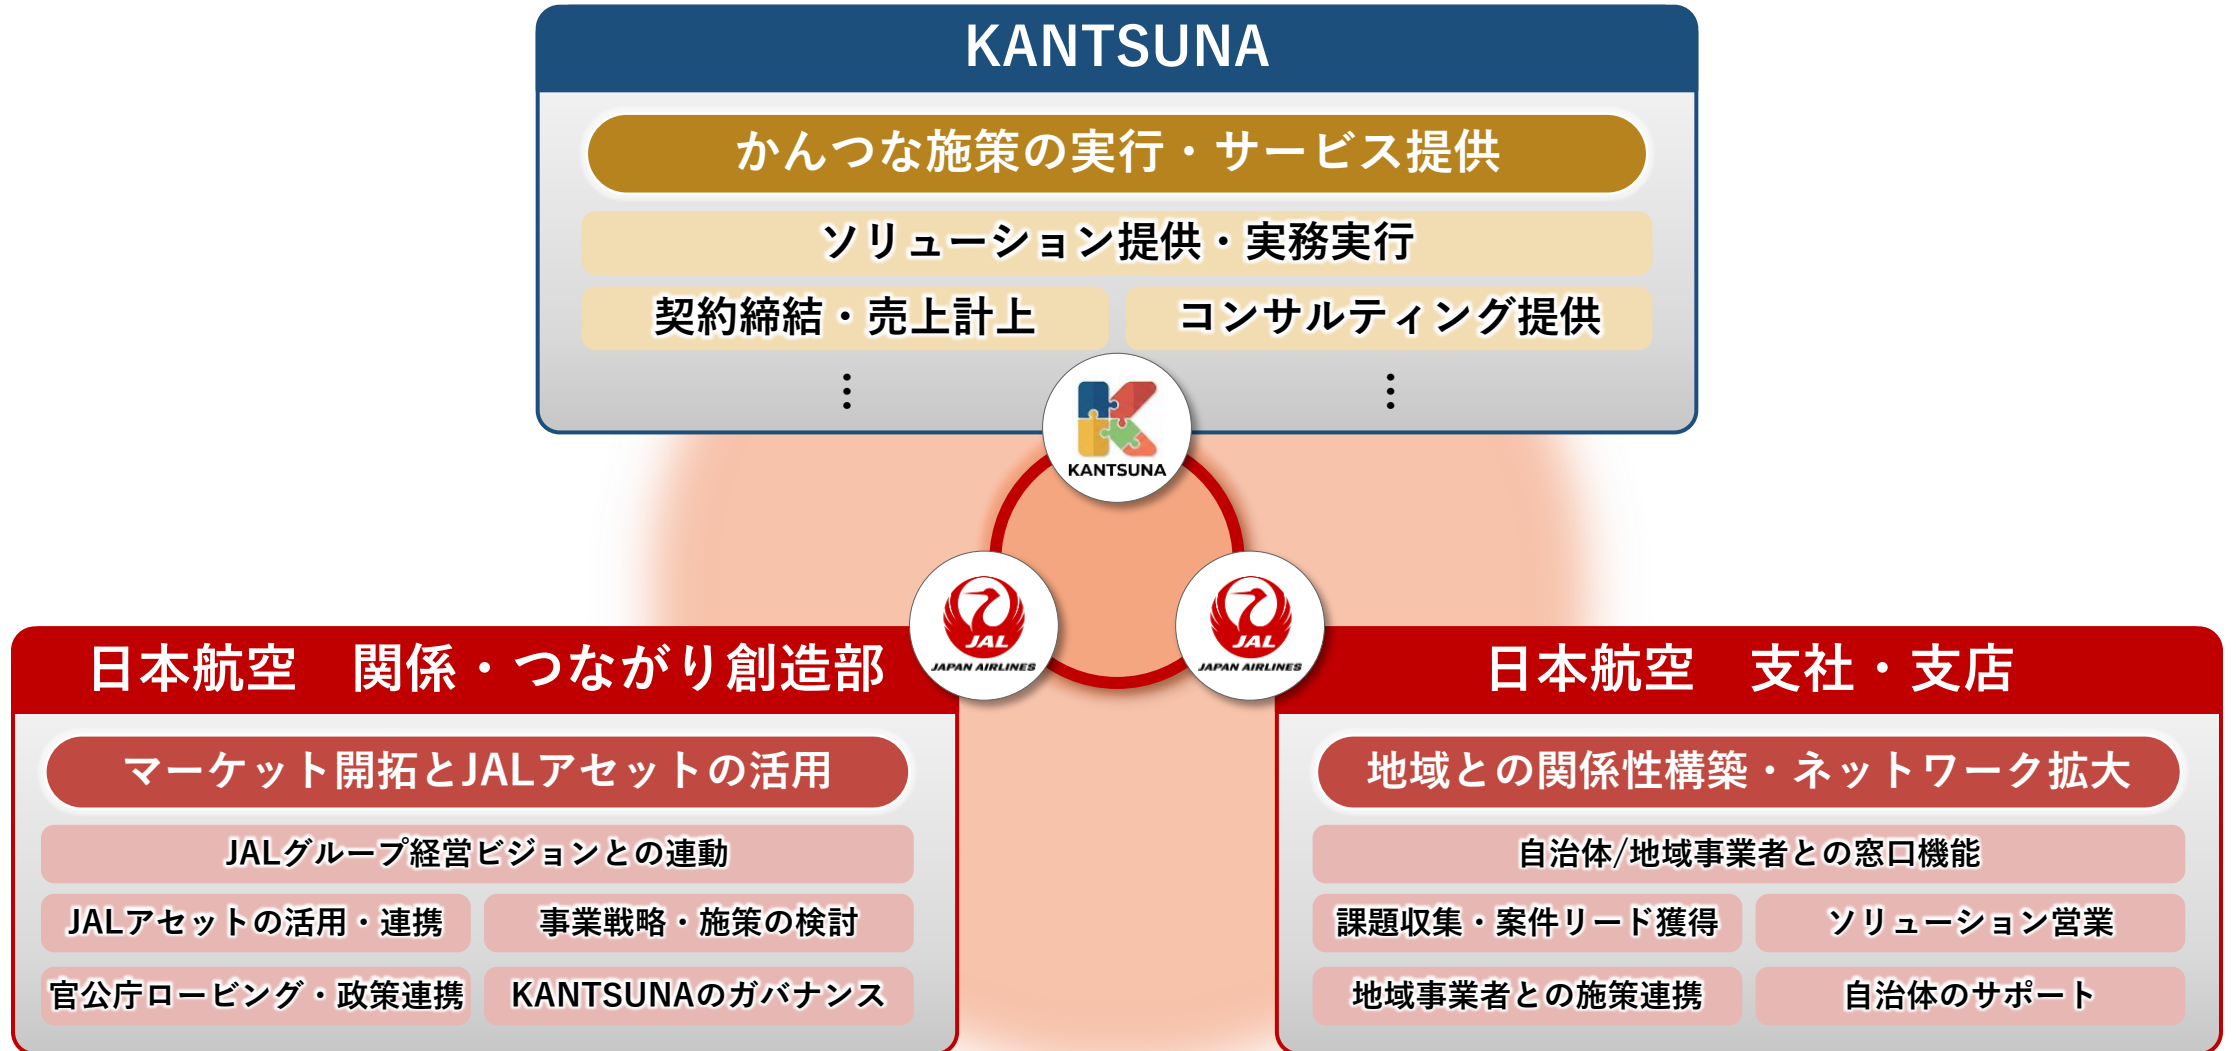 KANTSUNA
かんつな施策の実行・サービス提供
ソリューション提供・実務実行
契約締結・売上計上
コンサルティング提供
⋮
⋮
KANTSUNA
JAL
JAPAN AIRLINES
JAL
JAPAN AIRLINES
日本航空　関係・つながり創造部
マーケット開拓とJALアセットの活用
JALグループ経営ビジョンとの連動
JALアセットの活用・連携
事業戦略・施策の検討
官公庁ロービング・政策連携
KANTSUNAのガバナンス
日本航空　支社・支店
地域との関係性構築・ネットワーク拡大
自治体/地域事業者との窓口機能
課題収集・案件リード獲得
ソリューション営業
地域事業者との施策連携
自治体のサポート